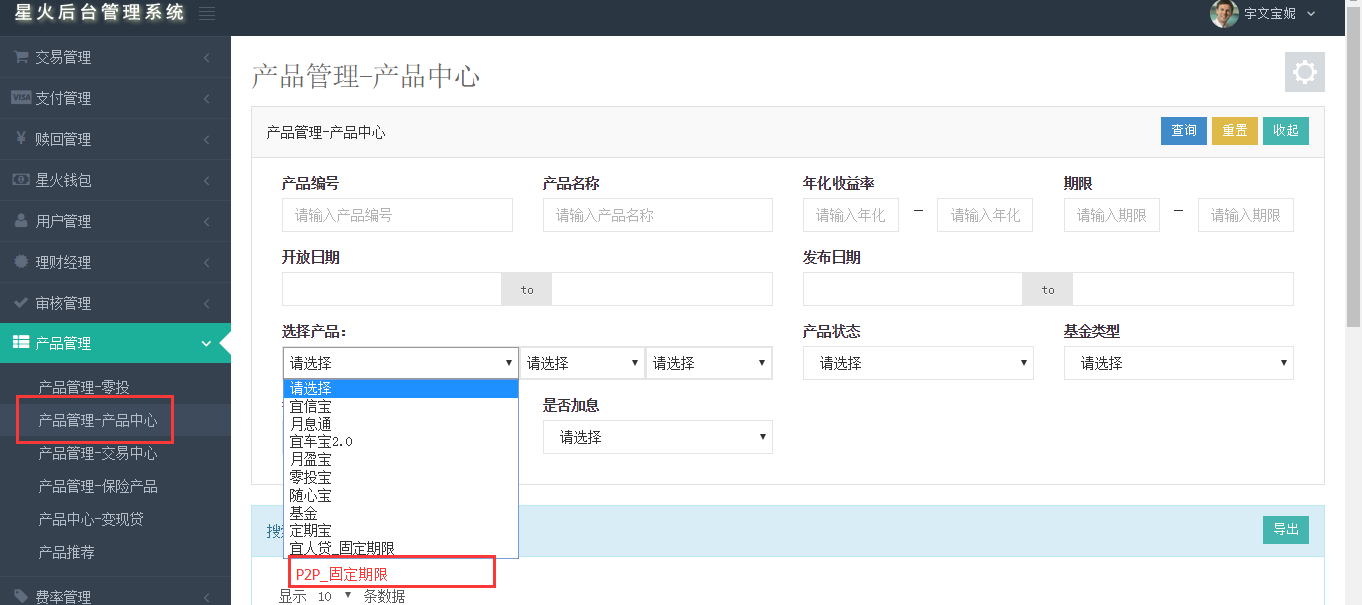 星火后台管理系统
宇文宝妮
交易管理
支付管理
赎回管理
星火钱包
用户管理
理财经理
审核管理
产品管理
产品管理-零投
产品管理-产品中心
产品管理-交易中心
产品管理-保险产品
产品中心-变现贷
产品推荐
费率管理
产品管理-产品中心
产品管理-产品中心
查询 重置 收起
产品编号 产品名称 年化收益率 期限
请输入产品编号 请输入产品名称 请输入年化 - 请输入年化 请输入期限 - 请输入期限
开放日期 发布日期
to to
选择产品: 产品状态 基金类型
请选择 请选择 请选择 请选择 请选择
请选择
宜信宝
月息通
宜车宝2.0
月盈宝
零投宝
随心宝
基金
定期宝
宜人贷_固定期限
P2P_固定期限
是否加息
请选择
导出
显示 10 条数据